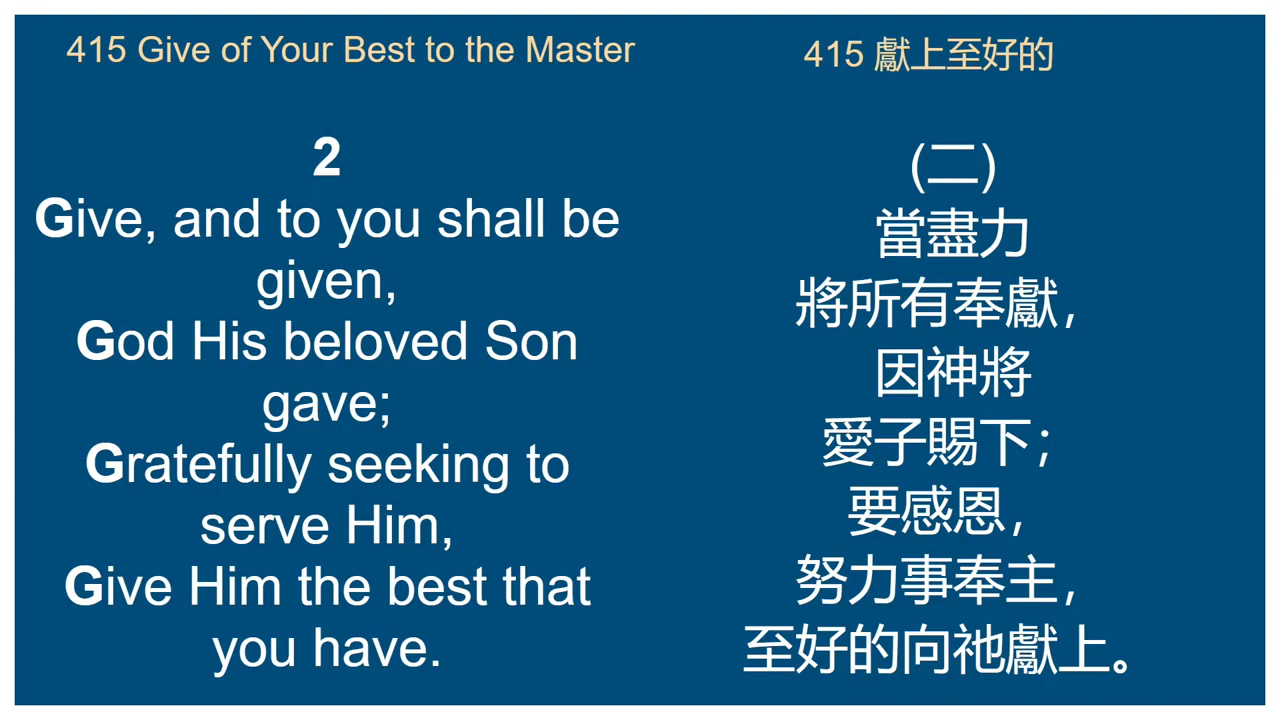 415 Give of Your Best to the Master
2
Give, and to you shall be
given,
God His beloved Son
gave;
Gratefully seeking to
serve Him,
Give Him the best that
you have.
415 獻上至好的
(二)
當盡力
將所有奉獻，
因神將
愛子賜下；
要感恩，
努力事奉主，
至好的向祂獻上。